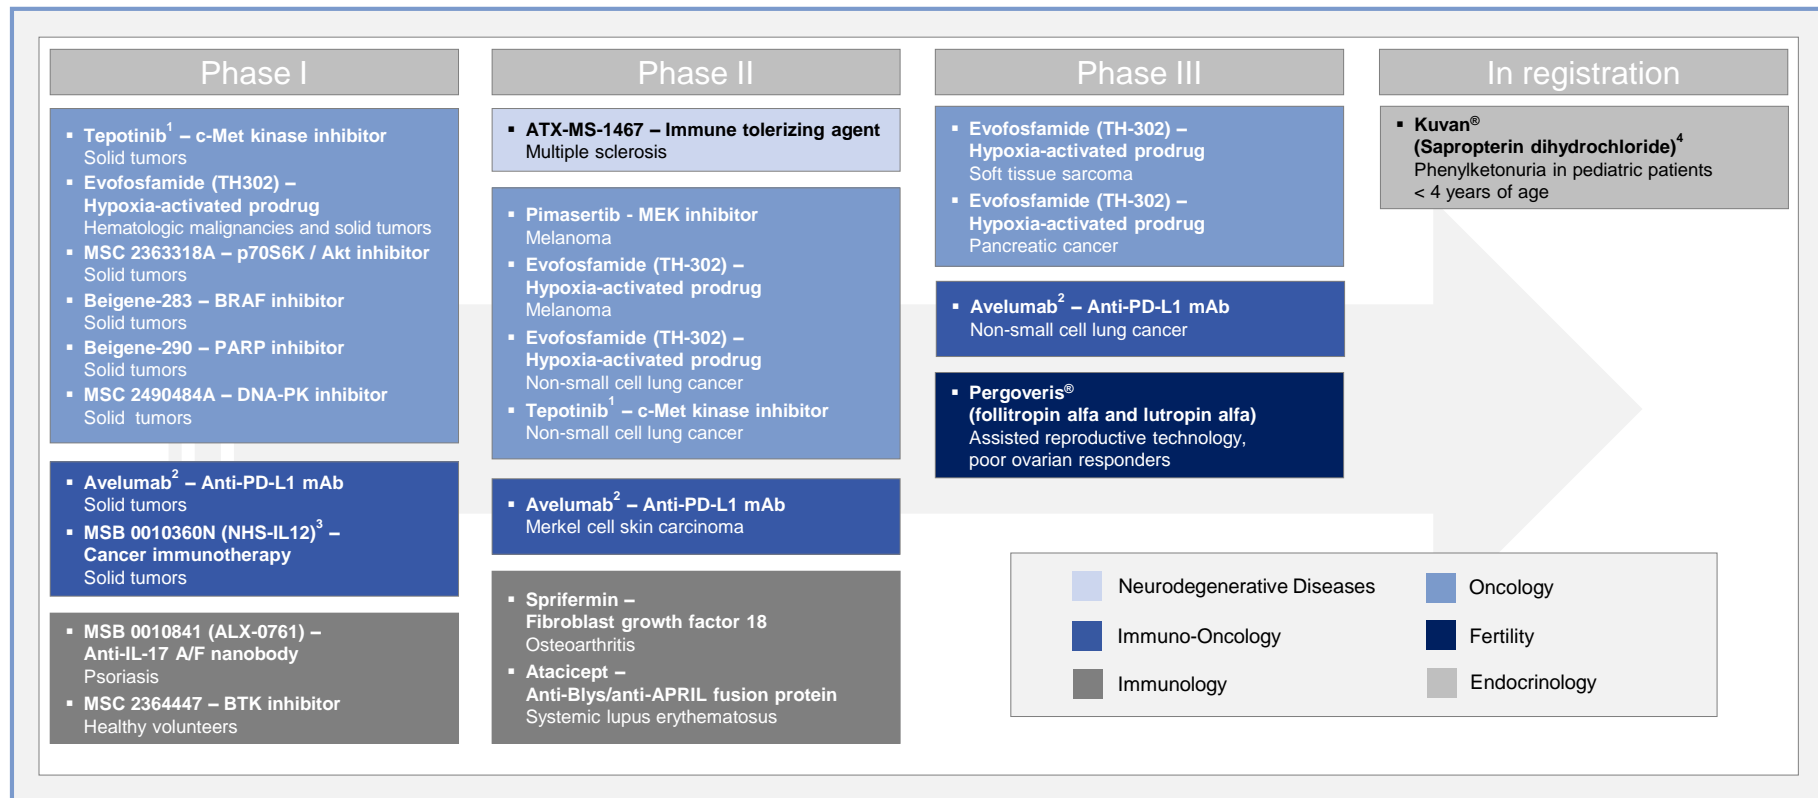 Phase I
▪ Tepotinib¹ – c-Met kinase inhibitor
Solid tumors
▪ Evofosfamide (TH302) –
Hypoxia-activated prodrug
Hematologic malignancies and solid tumors
▪ MSC 2363318A – p70S6K / Akt inhibitor
Solid tumors
▪ Beigene-283 – BRAF inhibitor
Solid tumors
▪ Beigene-290 – PARP inhibitor
Solid tumors
▪ MSC 2490484A – DNA-PK inhibitor
Solid tumors
▪ Avelumab² – Anti-PD-L1 mAb
Solid tumors
▪ MSB 0010360N (NHS-IL12)³ –
Cancer immunotherapy
Solid tumors
▪ MSB 0010841 (ALX-0761) –
Anti-IL-17 A/F nanobody
Psoriasis
▪ MSC 2364447 – BTK inhibitor
Healthy volunteers
Phase II
▪ ATX-MS-1467 – Immune tolerizing agent
Multiple sclerosis
▪ Pimasertib - MEK inhibitor
Melanoma
▪ Evofosfamide (TH-302) –
Hypoxia-activated prodrug
Melanoma
▪ Evofosfamide (TH-302) –
Hypoxia-activated prodrug
Non-small cell lung cancer
▪ Tepotinib¹ – c-Met kinase inhibitor
Non-small cell lung cancer
▪ Avelumab² – Anti-PD-L1 mAb
Merkel cell skin carcinoma
▪ Sprifermin –
Fibroblast growth factor 18
Osteoarthritis
▪ Atacicept –
Anti-Blys/anti-APRIL fusion protein
Systemic lupus erythematosus
Phase III
▪ Evofosfamide (TH-302) –
Hypoxia-activated prodrug
Soft tissue sarcoma
▪ Evofosfamide (TH-302) –
Hypoxia-activated prodrug
Pancreatic cancer
▪ Avelumab² – Anti-PD-L1 mAb
Non-small cell lung cancer
▪ Pergoveris®
(follitropin alfa and lutropin alfa)
Assisted reproductive technology,
poor ovarian responders
In registration
▪ Kuvan®
(Sapropterin dihydrochloride)⁴
Phenylketonuria in pediatric patients
< 4 years of age
Neurodegenerative Diseases
Oncology
Immuno-Oncology
Fertility
Immunology
Endocrinology